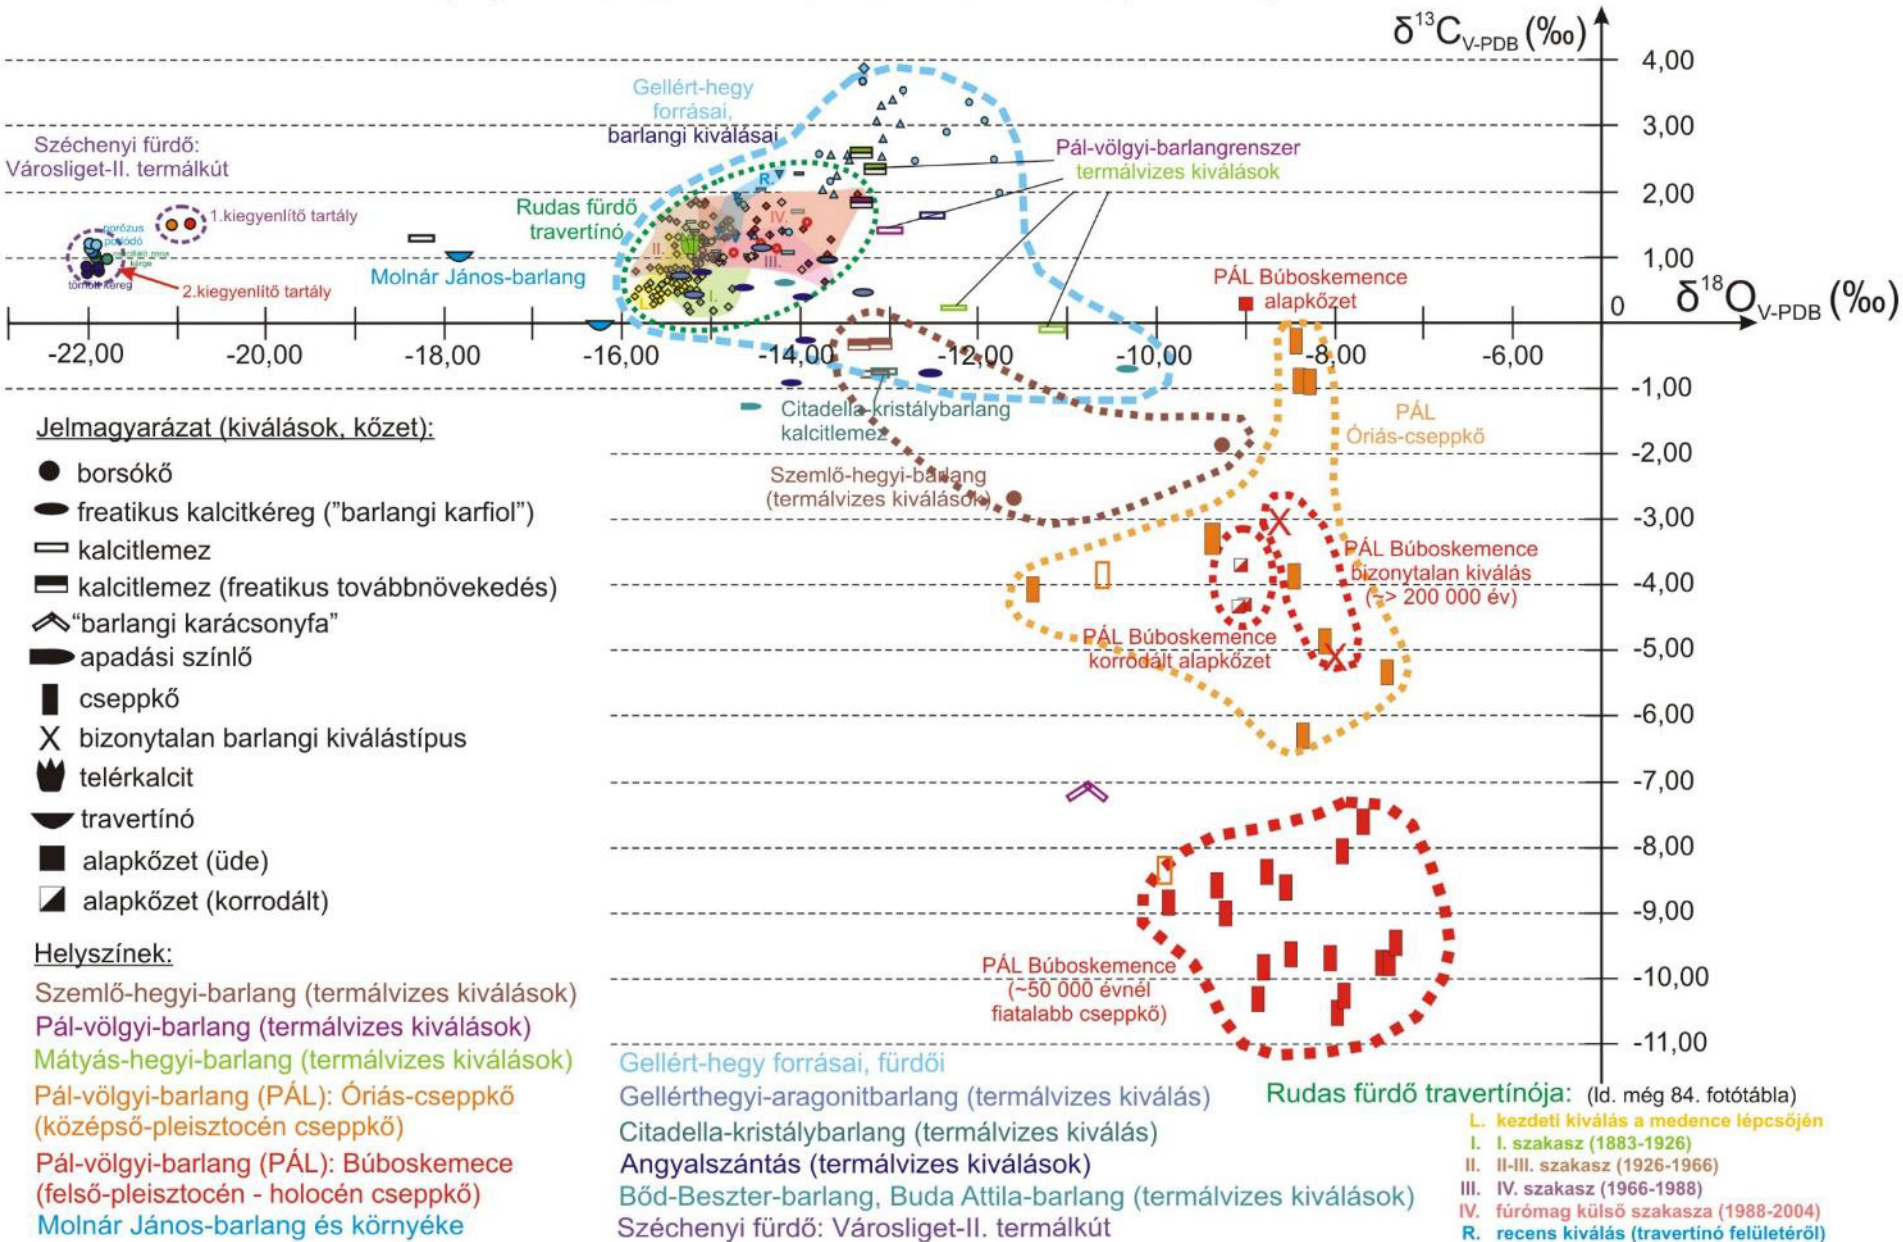 δ¹³C V-PDB (‰)
4,00
3,00
2,00
1,00
0
δ¹⁸O V-PDB (‰)
-1,00
-2,00
-3,00
-4,00
-5,00
-6,00
-7,00
-8,00
-9,00
-10,00
-11,00
-22,00
-20,00
-18,00
-16,00
-14,00
-12,00
-10,00
-8,00
-6,00
Széchenyi fürdő:
Városliget-II. termálkút
1.kiegyenlítő tartály
2.kiegyenlítő tartály
porózus
kérge
tömött kéreg
Molnár János-barlang
Gellért-hegy
forrásai,
barlangi kiválásai
Rudas fürdő
travertínó
R.
IV.
II.
III.
I.
L.
Pál-völgyi-barlangrenszer
termálvizes kiválások
PÁL Búboskemence
alapkőzet
Citadella-kristálybarlang
kalcitlemez
Szemlő-hegyi-barlang
(termálvizes kiválások)
PÁL
Óriás-cseppkő
PÁL Búboskemence
bizonytalan kiválás
(~> 200 000 év)
PÁL Búboskemence
korrodált alapkőzet
PÁL Búboskemence
(~50 000 évnél
fiatalabb cseppkő)
Jelmagyarázat (kiválások, kőzet):
borsókő
freatikus kalcitkéreg ("barlangi karfiol")
kalcitlemez
kalcitlemez (freatikus továbbnövekedés)
"barlangi karácsonyfa"
apadási színlő
cseppkő
bizonytalan barlangi kiválástípus
telérkalcit
travertínó
alapkőzet (üde)
alapkőzet (korrodált)
Helyszínek:
Szemlő-hegyi-barlang (termálvizes kiválások)
Pál-völgyi-barlang (termálvizes kiválások)
Mátyás-hegyi-barlang (termálvizes kiválások)
Pál-völgyi-barlang (PÁL): Óriás-cseppkő
(középső-pleisztocén cseppkő)
Pál-völgyi-barlang (PÁL): Búboskemece
(felső-pleisztocén - holocén cseppkő)
Molnár János-barlang és környéke
Gellért-hegy forrásai, fürdői
Gellérthegyi-aragonitbarlang (termálvizes kiválás)
Citadella-kristálybarlang (termálvizes kiválás)
Angyalszántás (termálvizes kiválások)
Bőd-Beszter-barlang, Buda Attila-barlang (termálvizes kiválások)
Széchenyi fürdő: Városliget-II. termálkút
Rudas fürdő travertínója: (ld. még 84. fotótábla)
L. kezdeti kiválás a medence lépcsőjén
I. I. szakasz (1883-1926)
II. II-III. szakasz (1926-1966)
III. IV. szakasz (1966-1988)
IV. fúrómag külső szakasza (1988-2004)
R. recens kiválás (travertínó felületéről)